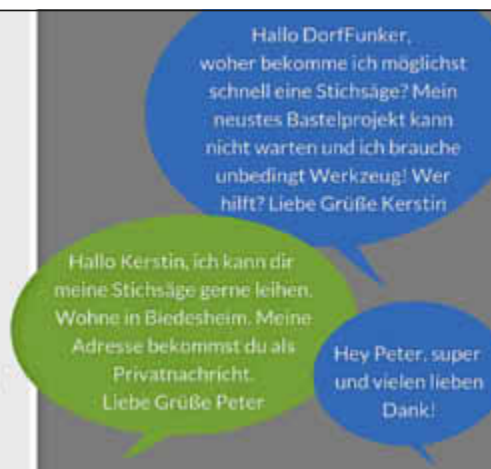 Hallo DorfFunker,
woher bekomme ich möglichst
schnell eine Stichsäge? Mein
neustes Bastelprojekt kann
nicht warten und ich brauche
unbedingt Werkzeug! Wer
hilft? Liebe Grüße Kerstin
Hallo Kerstin, ich kann dir
meine Stichsäge gerne leihen.
Wohne in Biedesheim. Meine
Adresse bekommst du als
Privatnachricht.
Liebe Grüße Peter
Hey Peter, super
und vielen lieben
Dank!